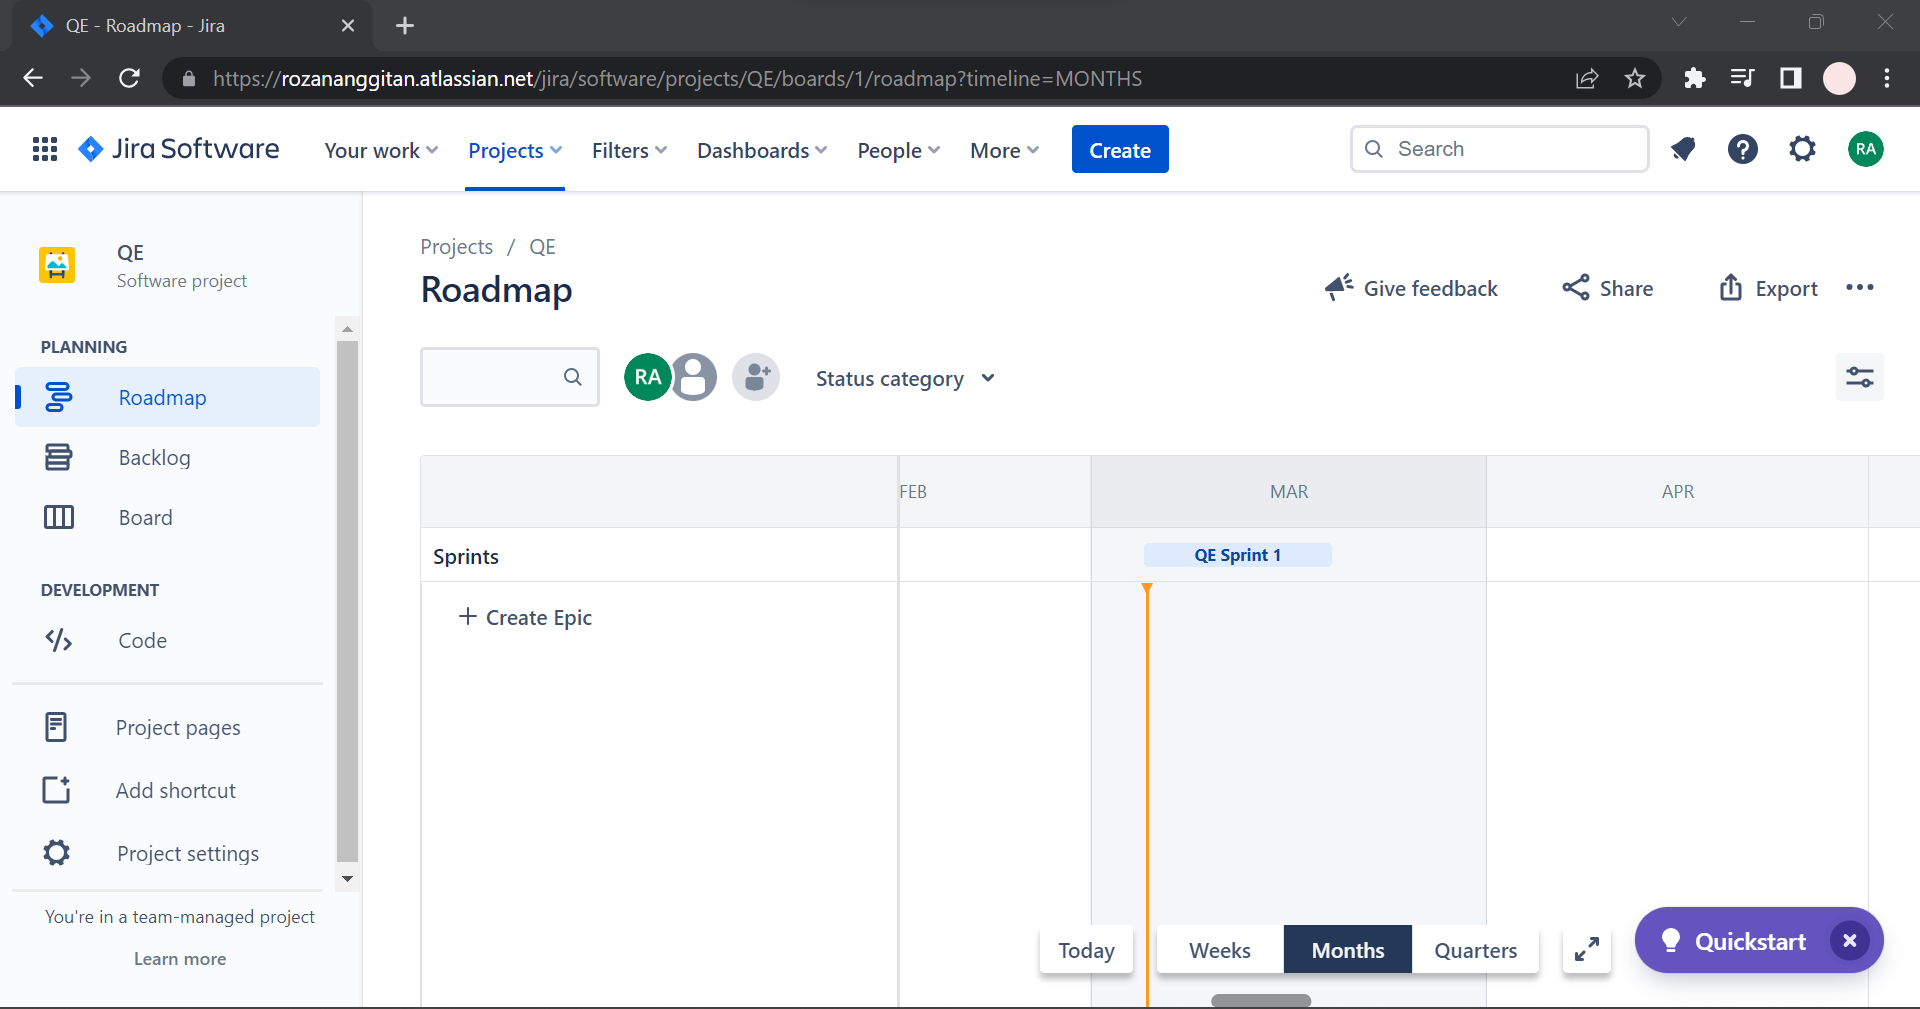 QE - Roadmap - Jira
https://rozananggitan.atlassian.net/jira/software/projects/QE/boards/1/roadmap?timeline=MONTHS
Jira Software Your work Projects Filters Dashboards People More Create Search RA
QE
Software project
PLANNING
Roadmap
Backlog
Board
DEVELOPMENT
Code
Project pages
Add shortcut
Project settings
You're in a team-managed project
Learn more
Projects / QE
Roadmap
Give feedback Share Export
RA Status category
FEB MAR APR
Sprints QE Sprint 1
Create Epic
Today Weeks Months Quarters Quickstart